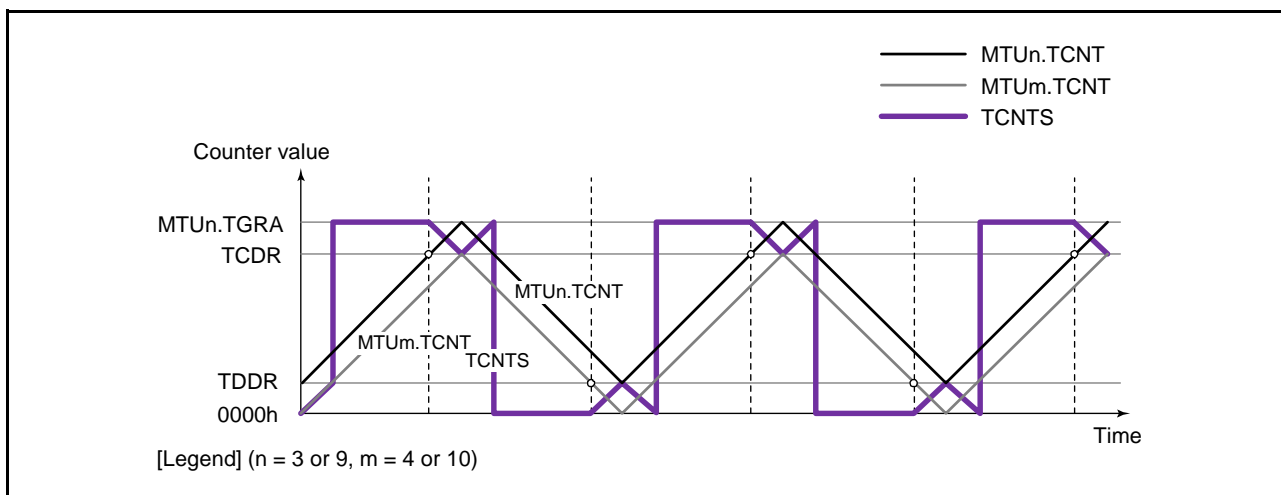 MTUn.TCNT
MTUm.TCNT
TCNTS
Counter value
MTUn.TGRA
TCDR
MTUn.TCNT
MTUm.TCNT
TCNTS
TDDR
0000h
Time
[Legend] (n = 3 or 9, m = 4 or 10)